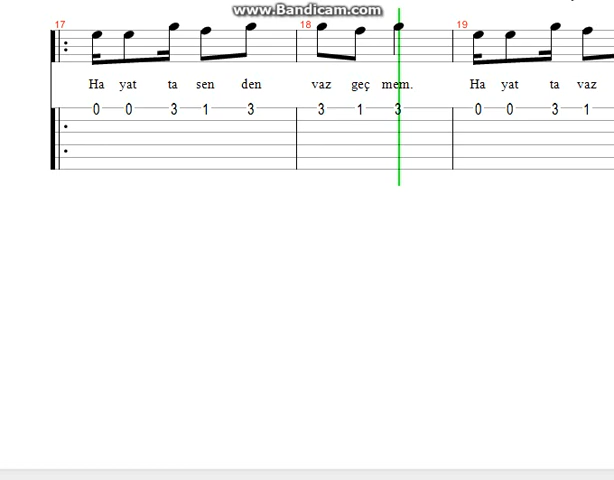 www.Bandicam.com
17 18 19
Ha yat ta sen den vaz geç mem. Ha yat ta vaz
0 0 3 1 3 3 1 3 0 0 3 1